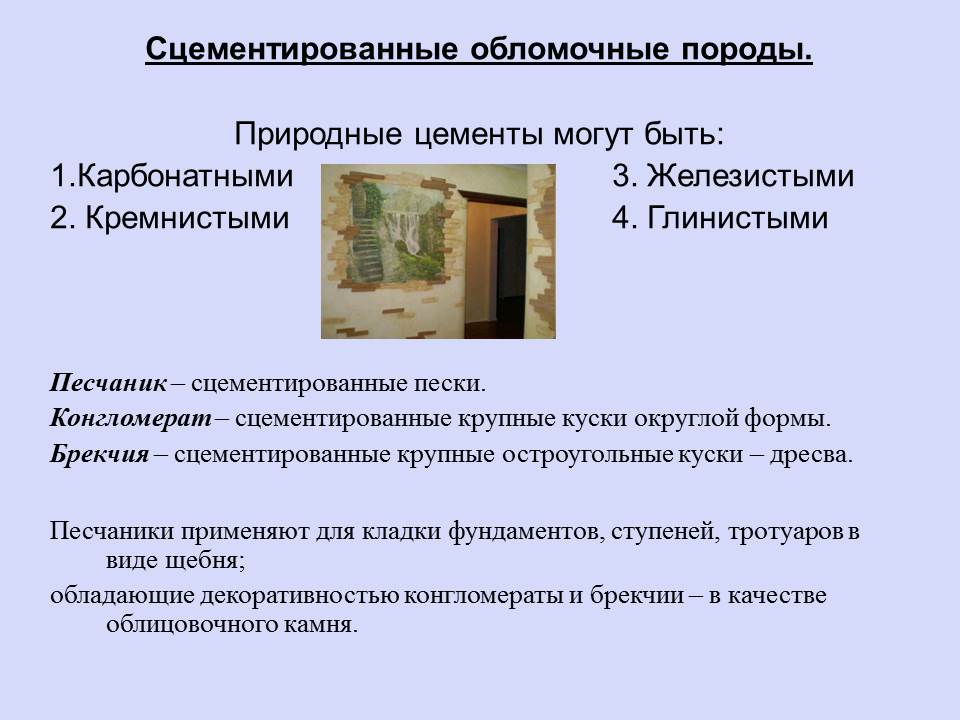 Сцементированные обломочные породы.
Природные цементы могут быть:
1.Карбонатными 3. Железистыми
2. Кремнистыми 4. Глинистыми
Песчаник – сцементированные пески.
Конгломерат – сцементированные крупные куски округлой формы.
Брекчия – сцементированные крупные остроугольные куски – дресва.
Песчаники применяют для кладки фундаментов, ступеней, тротуаров в
виде щебня;
обладающие декоративностью конгломераты и брекчии – в качестве
облицовочного камня.